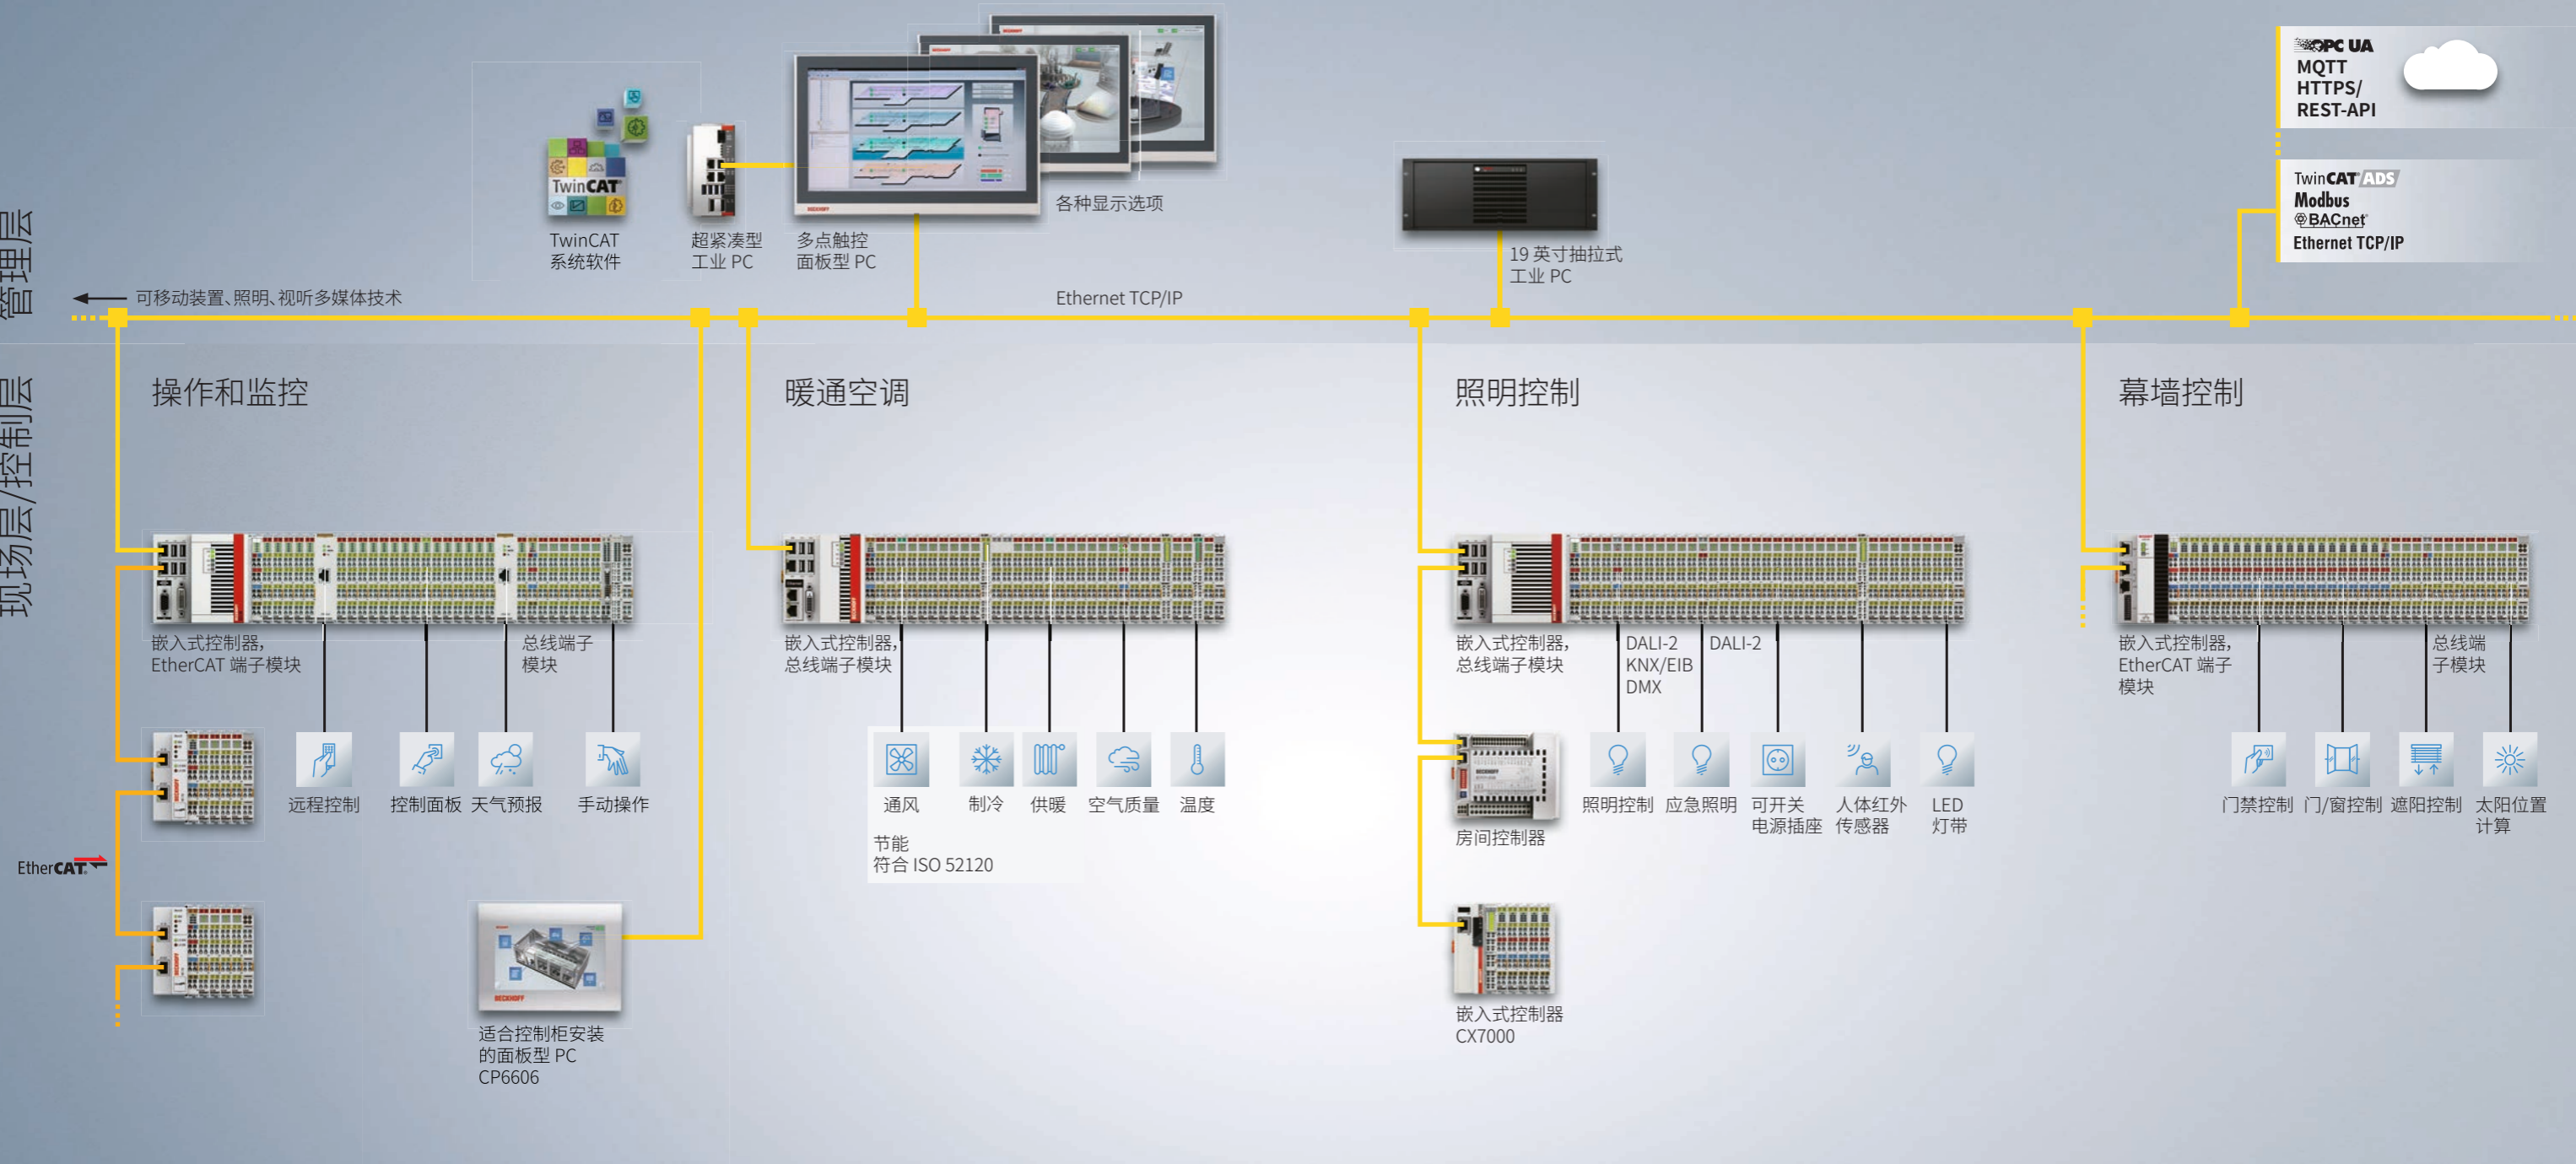 管理层
现场层/控制层
OPC UA
MQTT
HTTPS/
REST-API
TwinCAT ADS
Modbus
BACnet
Ethernet TCP/IP
TwinCAT
TwinCAT
系统软件
超紧凑型
工业 PC
BECKHOFF
多点触控
面板型 PC
各种显示选项
19 英寸抽拉式
工业 PC
可移动装置、照明、视听多媒体技术
Ethernet TCP/IP
操作和监控
嵌入式控制器,
EtherCAT 端子模块
总线端子
模块
远程控制
控制面板
天气预报
手动操作
EtherCAT
BECKHOFF
BECKHOFF
BECKHOFF
适合控制柜安装
的面板型 PC
CP6606
暖通空调
嵌入式控制器,
总线端子模块
通风
制冷
供暖
空气质量
温度
节能
符合 ISO 52120
照明控制
嵌入式控制器,
总线端子模块
DALI-2
KNX/EIB
DMX
DALI-2
照明控制
应急照明
可开关
电源插座
人体红外
传感器
LED
灯带
BECKHOFF
房间控制器
嵌入式控制器
CX7000
幕墙控制
嵌入式控制器,
EtherCAT 端子
模块
总线端
子模块
门禁控制
门/窗控制
遮阳控制
太阳位置
计算